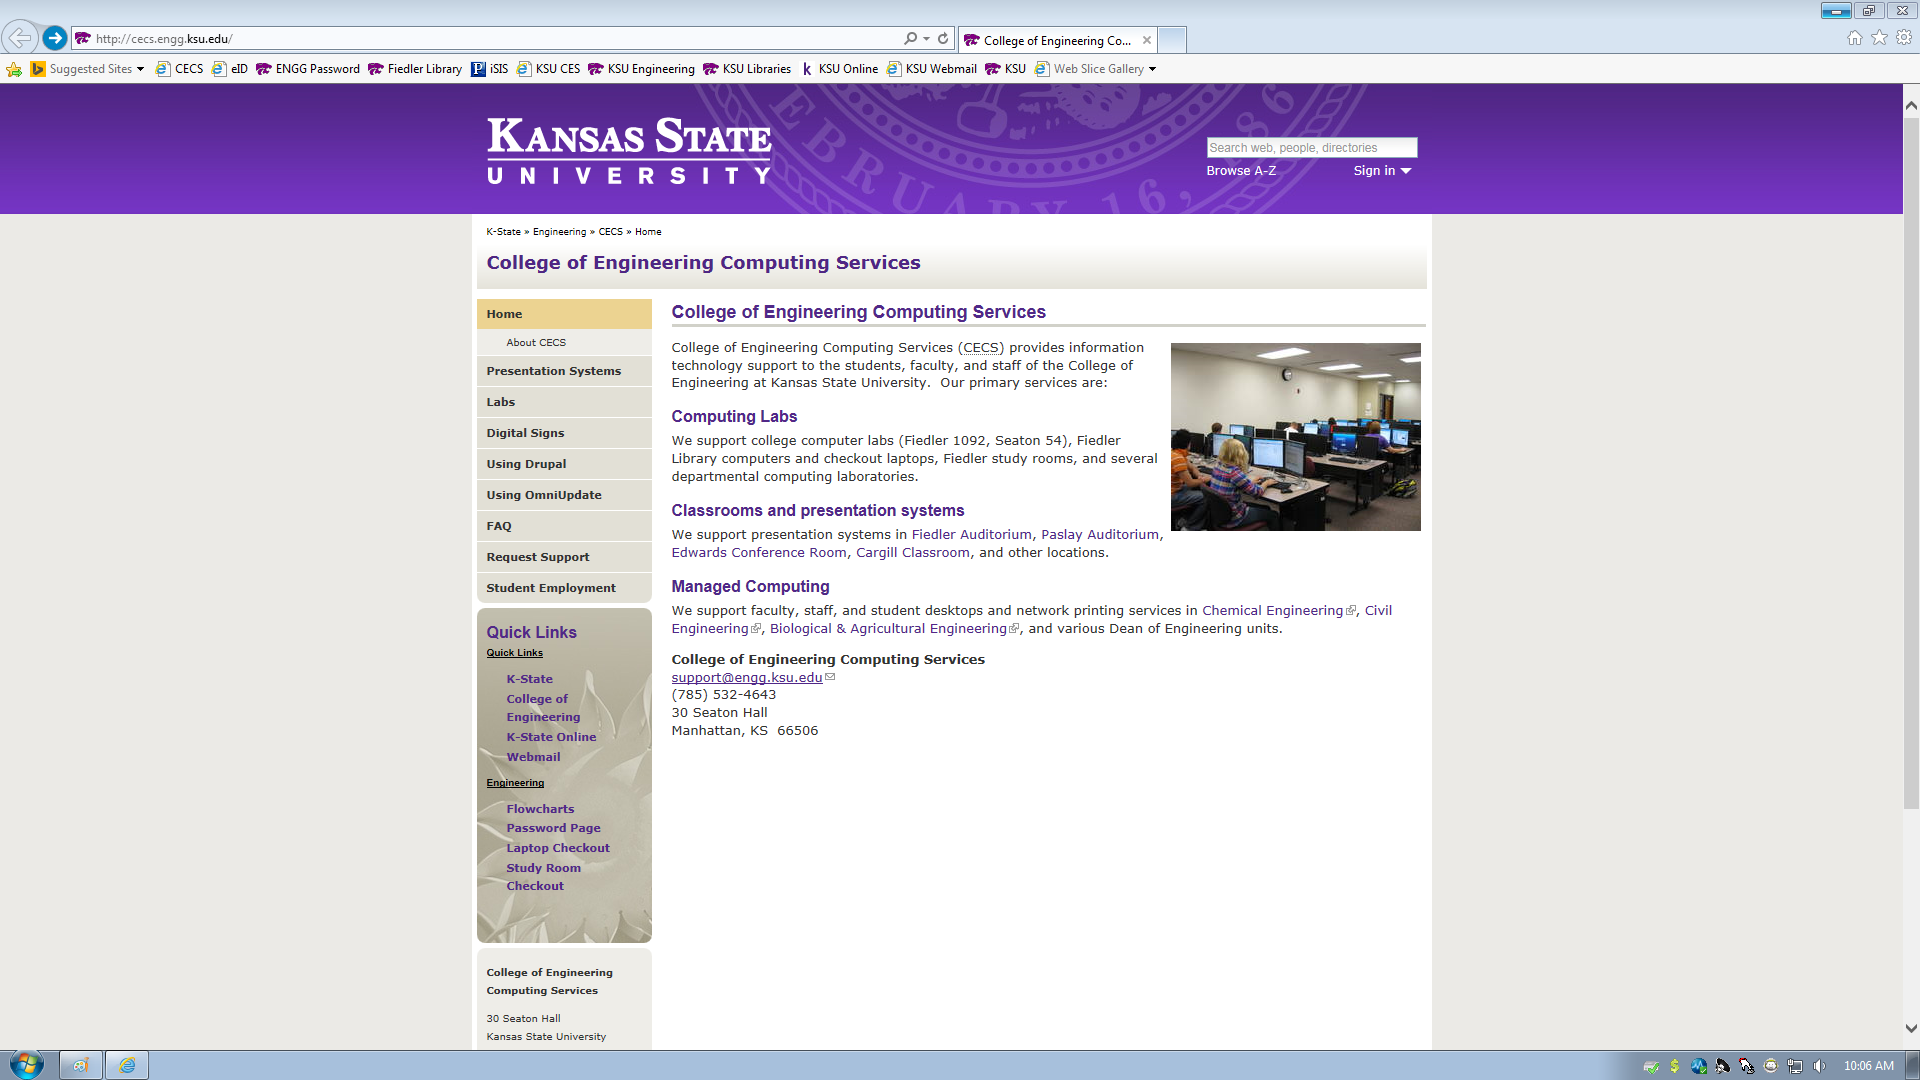 http://cecs.engg.ksu.edu/
College of Engineering Co...
Suggested Sites CECS eID ENGG Password Fiedler Library iSIS KSU CES KSU Engineering KSU Libraries KSU Online KSU Webmail KSU Web Slice Gallery
KANSAS STATE
UNIVERSITY
EBRUARY 16, 186
Search web, people, directories
Browse A-Z Sign in
K-State » Engineering » CECS » Home
College of Engineering Computing Services
Home
About CECS
Presentation Systems
Labs
Digital Signs
Using Drupal
Using OmniUpdate
FAQ
Request Support
Student Employment
Quick Links
Quick Links
K-State
College of
Engineering
K-State Online
Webmail
Engineering
Flowcharts
Password Page
Laptop Checkout
Study Room
Checkout
College of Engineering
Computing Services
30 Seaton Hall
Kansas State University
College of Engineering Computing Services
College of Engineering Computing Services (CECS) provides information
technology support to the students, faculty, and staff of the College of
Engineering at Kansas State University.  Our primary services are:
Computing Labs
We support college computer labs (Fiedler 1092, Seaton 54), Fiedler
Library computers and checkout laptops, Fiedler study rooms, and several
departmental computing laboratories.
Classrooms and presentation systems
We support presentation systems in Fiedler Auditorium, Paslay Auditorium,
Edwards Conference Room, Cargill Classroom, and other locations.
Managed Computing
We support faculty, staff, and student desktops and network printing services in Chemical Engineering, Civil
Engineering, Biological & Agricultural Engineering, and various Dean of Engineering units.
College of Engineering Computing Services
support@engg.ksu.edu
(785) 532-4643
30 Seaton Hall
Manhattan, KS  66506
10:06 AM